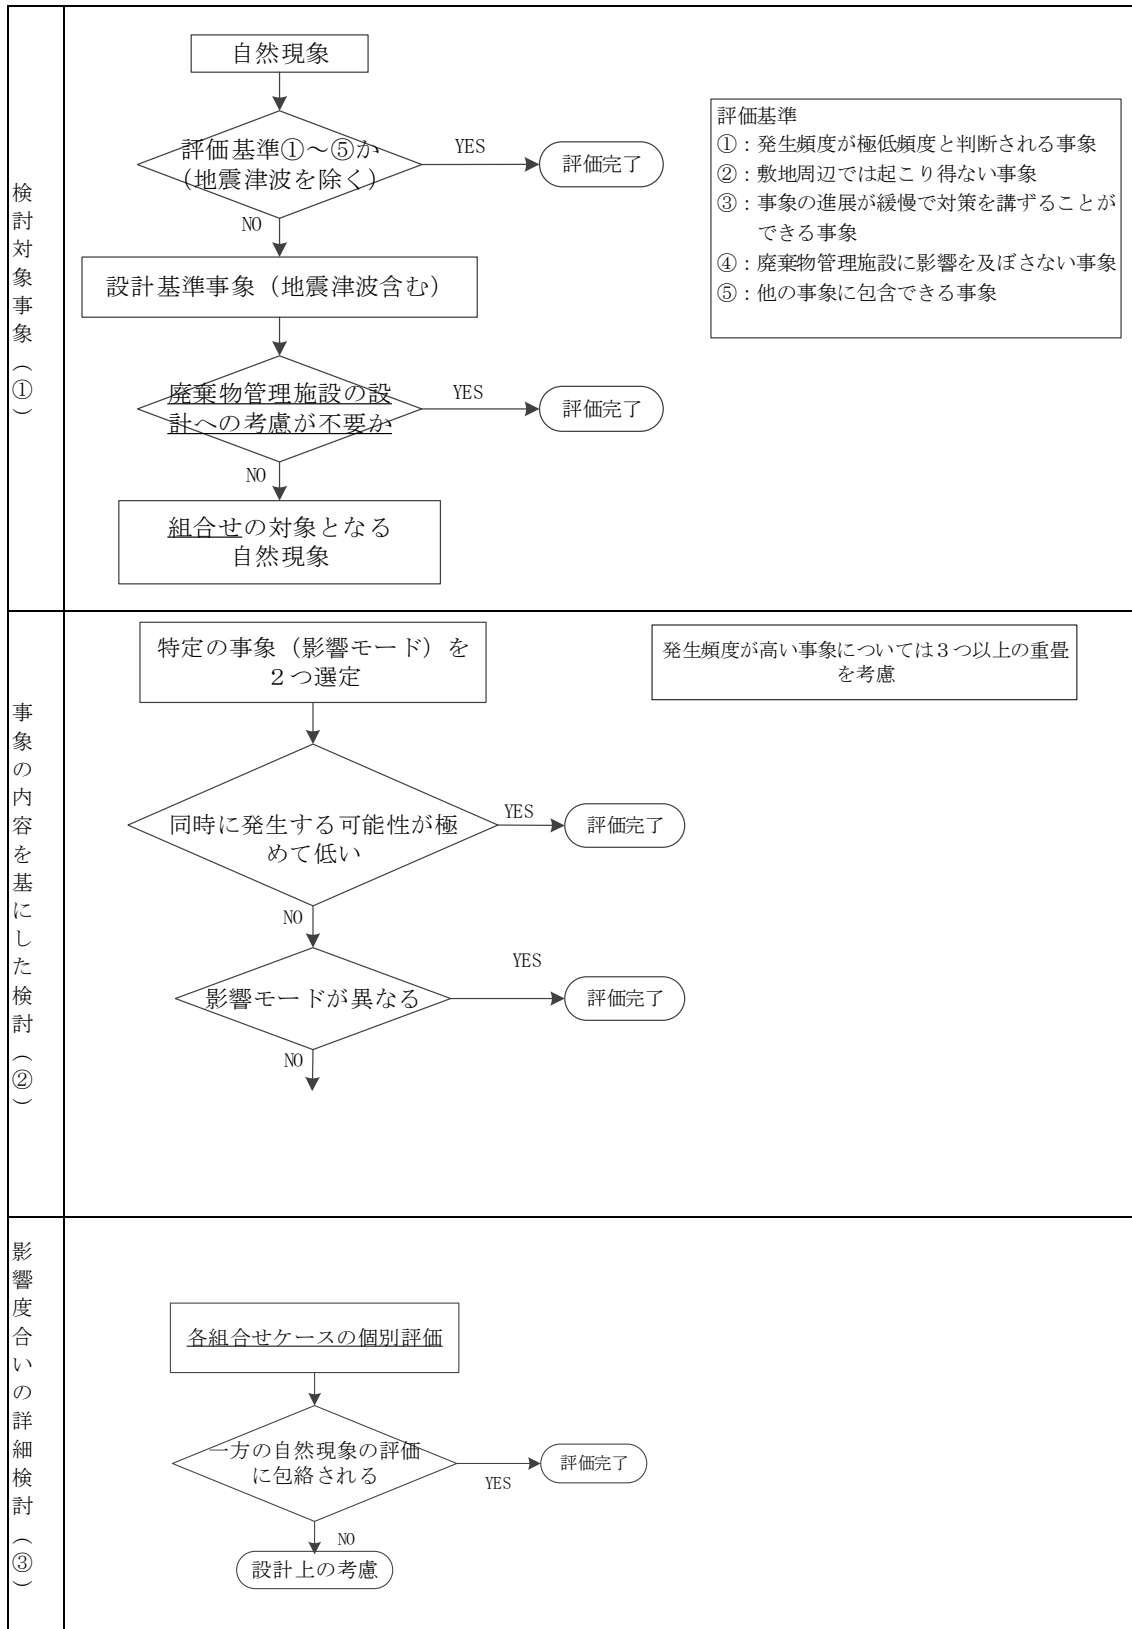 検討対象事象（①）
自然現象
評価基準①～⑤か
（地震津波を除く）
YES
評価完了
NO
設計基準事象（地震津波含む）
廃棄物管理施設の設
計への考慮が不要か
YES
評価完了
NO
組合せの対象となる
自然現象
評価基準
①：発生頻度が極低頻度と判断される事象
②：敷地周辺では起こり得ない事象
③：事象の進展が緩慢で対策を講ずることが
できる事象
④：廃棄物管理施設に影響を及ぼさない事象
⑤：他の事象に包含できる事象
事象の内容を基にした検討（②）
特定の事象（影響モード）を
２つ選定
発生頻度が高い事象については３つ以上の重畳
を考慮
同時に発生する可能性が極
めて低い
YES
評価完了
NO
影響モードが異なる
YES
評価完了
NO
影響度合いの詳細検討（③）
各組合せケースの個別評価
一方の自然現象の評価
に包絡される
YES
評価完了
NO
設計上の考慮